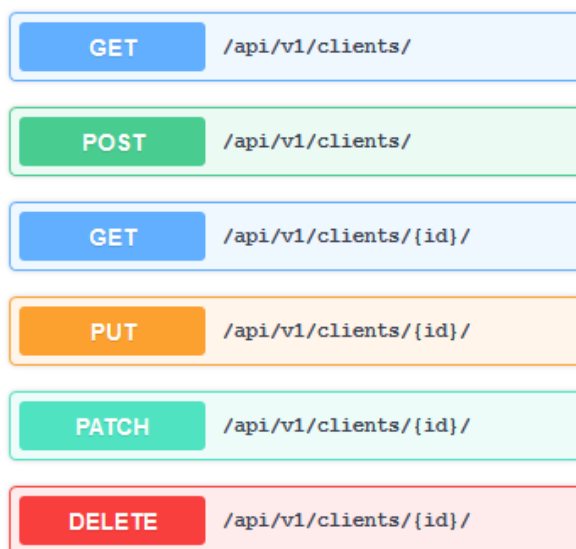 GET /api/v1/clients/
POST /api/v1/clients/
GET /api/v1/clients/{id}/
PUT /api/v1/clients/{id}/
PATCH /api/v1/clients/{id}/
DELETE /api/v1/clients/{id}/